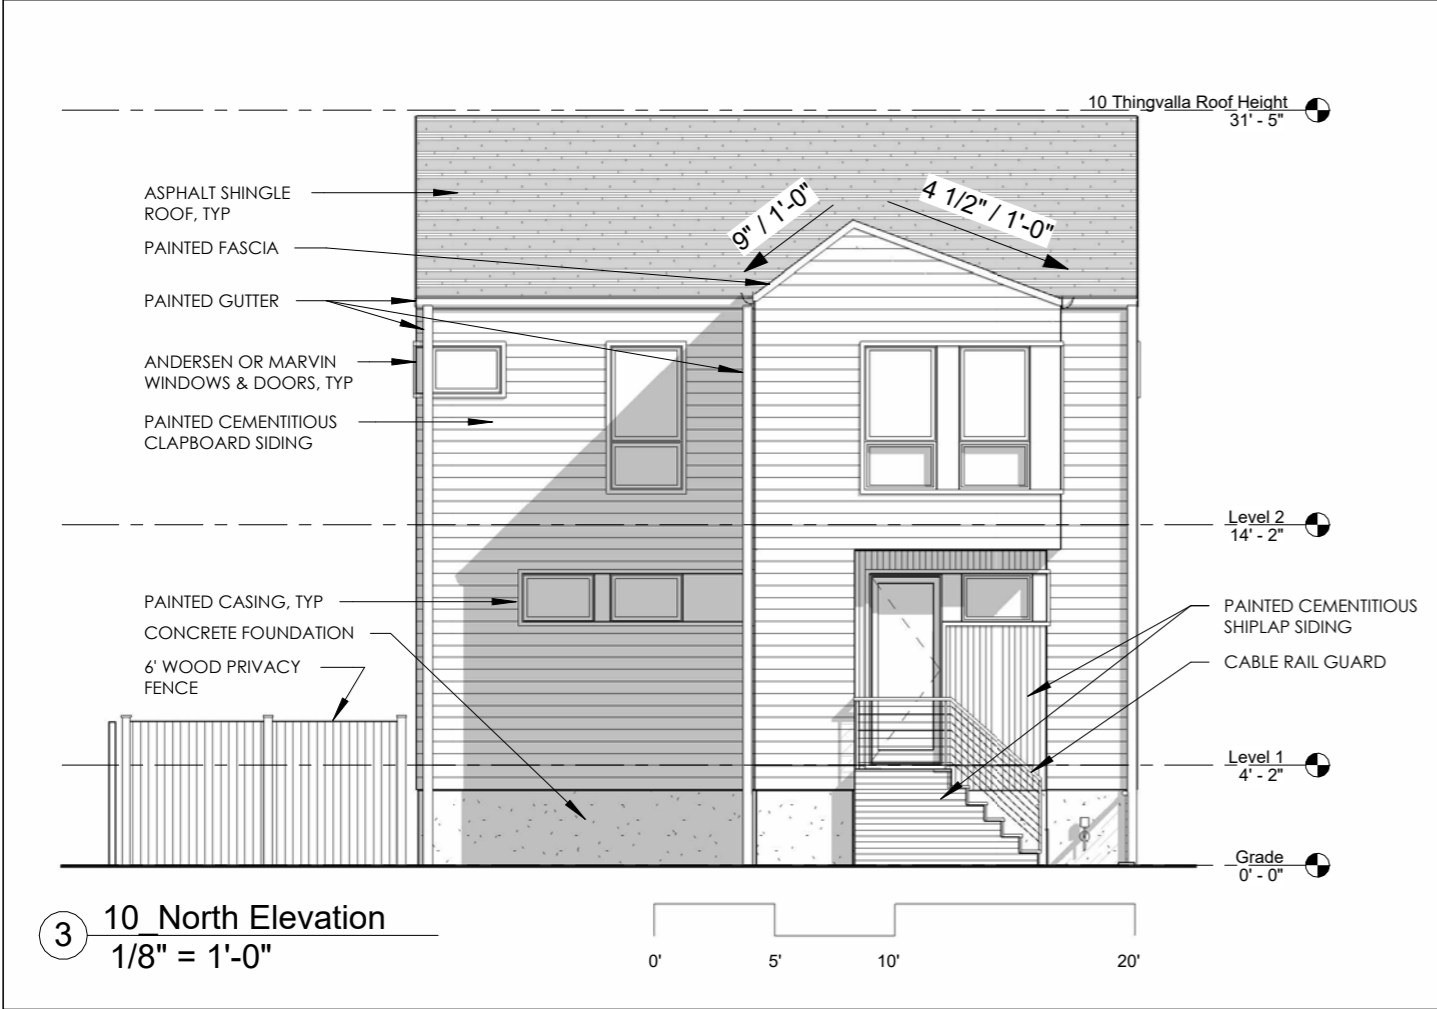 10 Thingvalla Roof Height
31' - 5"
ASPHALT SHINGLE
ROOF, TYP
9" / 1'-0"
4 1/2" / 1'-0"
PAINTED FASCIA
PAINTED GUTTER
ANDERSEN OR MARVIN
WINDOWS & DOORS, TYP
PAINTED CEMENTITIOUS
CLAPBOARD SIDING
Level 2
14' - 2"
PAINTED CASING, TYP
CONCRETE FOUNDATION
6' WOOD PRIVACY
FENCE
PAINTED CEMENTITIOUS
SHIPLAP SIDING
CABLE RAIL GUARD
Level 1
4' - 2"
Grade
0' - 0"
3
10_North Elevation
1/8" = 1'-0"
0'
5'
10'
20'